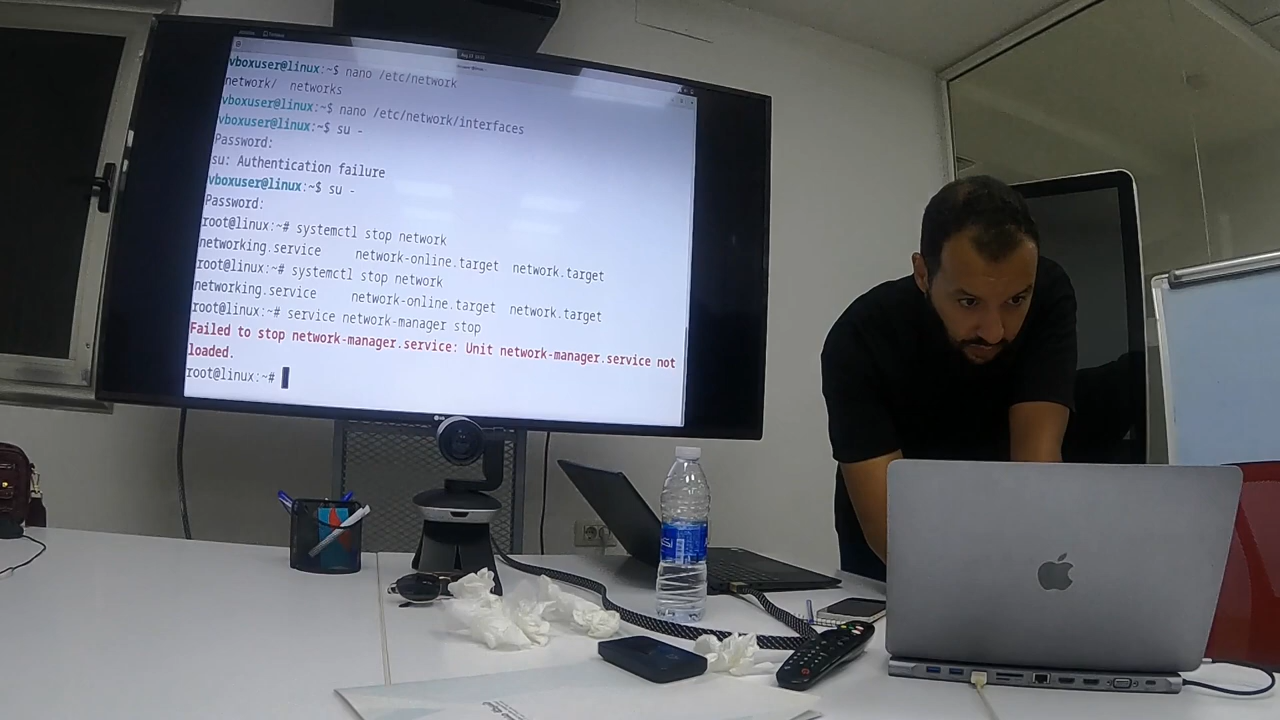 vboxuser@linux:~$ nano /etc/network
network/ networks
vboxuser@linux:~$ nano /etc/network/interfaces
vboxuser@linux:~$ su -
Password:
su: Authentication failure
vboxuser@linux:~$ su -
Password:
root@linux:~# systemctl stop network
networking.service network-online.target network.target
root@linux:~# systemctl stop network
networking.service network-online.target network.target
root@linux:~# service network-manager stop
Failed to stop network-manager.service: Unit network-manager.service not
loaded.
root@linux:~#